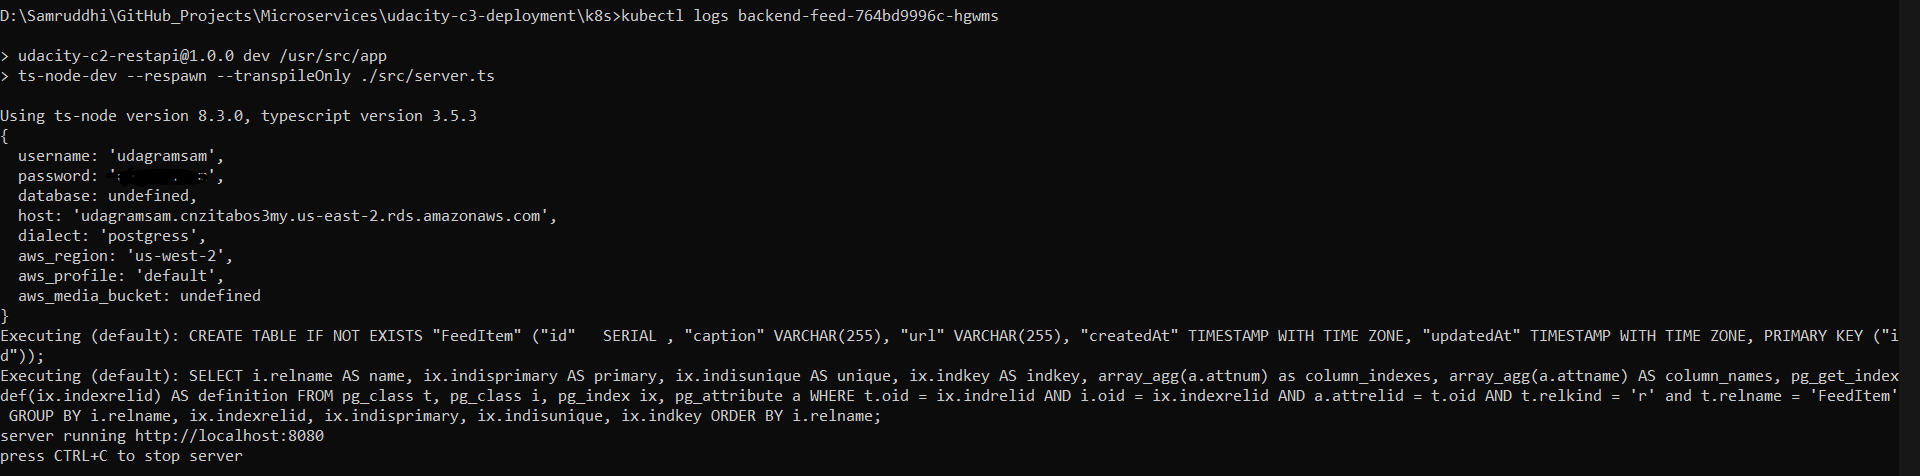 D:\Samruddhi\GitHub_Projects\Microservices\udacity-c3-deployment\k8s>kubectl logs backend-feed-764bd9996c-hgwms
> udacity-c2-restapi@1.0.0 dev /usr/src/app
> ts-node-dev --respawn --transpileOnly ./src/server.ts
Using ts-node version 8.3.0, typescript version 3.5.3
{
  username: 'udagramsam',
  password: '',
  database: undefined,
  host: 'udagramsam.cnzitabos3my.us-east-2.rds.amazonaws.com',
  dialect: 'postgress',
  aws_region: 'us-west-2',
  aws_profile: 'default',
  aws_media_bucket: undefined
}
Executing (default): CREATE TABLE IF NOT EXISTS "FeedItem" ("id"   SERIAL , "caption" VARCHAR(255), "url" VARCHAR(255), "createdAt" TIMESTAMP WITH TIME ZONE, "updatedAt" TIMESTAMP WITH TIME ZONE, PRIMARY KEY ("i
d"));
Executing (default): SELECT i.relname AS name, ix.indisprimary AS primary, ix.indisunique AS unique, ix.indkey AS indkey, array_agg(a.attnum) as column_indexes, array_agg(a.attname) AS column_names, pg_get_index
def(ix.indexrelid) AS definition FROM pg_class t, pg_class i, pg_index ix, pg_attribute a WHERE t.oid = ix.indrelid AND i.oid = ix.indexrelid AND a.attrelid = t.oid AND t.relkind = 'r' and t.relname = 'FeedItem'
 GROUP BY i.relname, ix.indexrelid, ix.indisprimary, ix.indisunique, ix.indkey ORDER BY i.relname;
server running http://localhost:8080
press CTRL+C to stop server